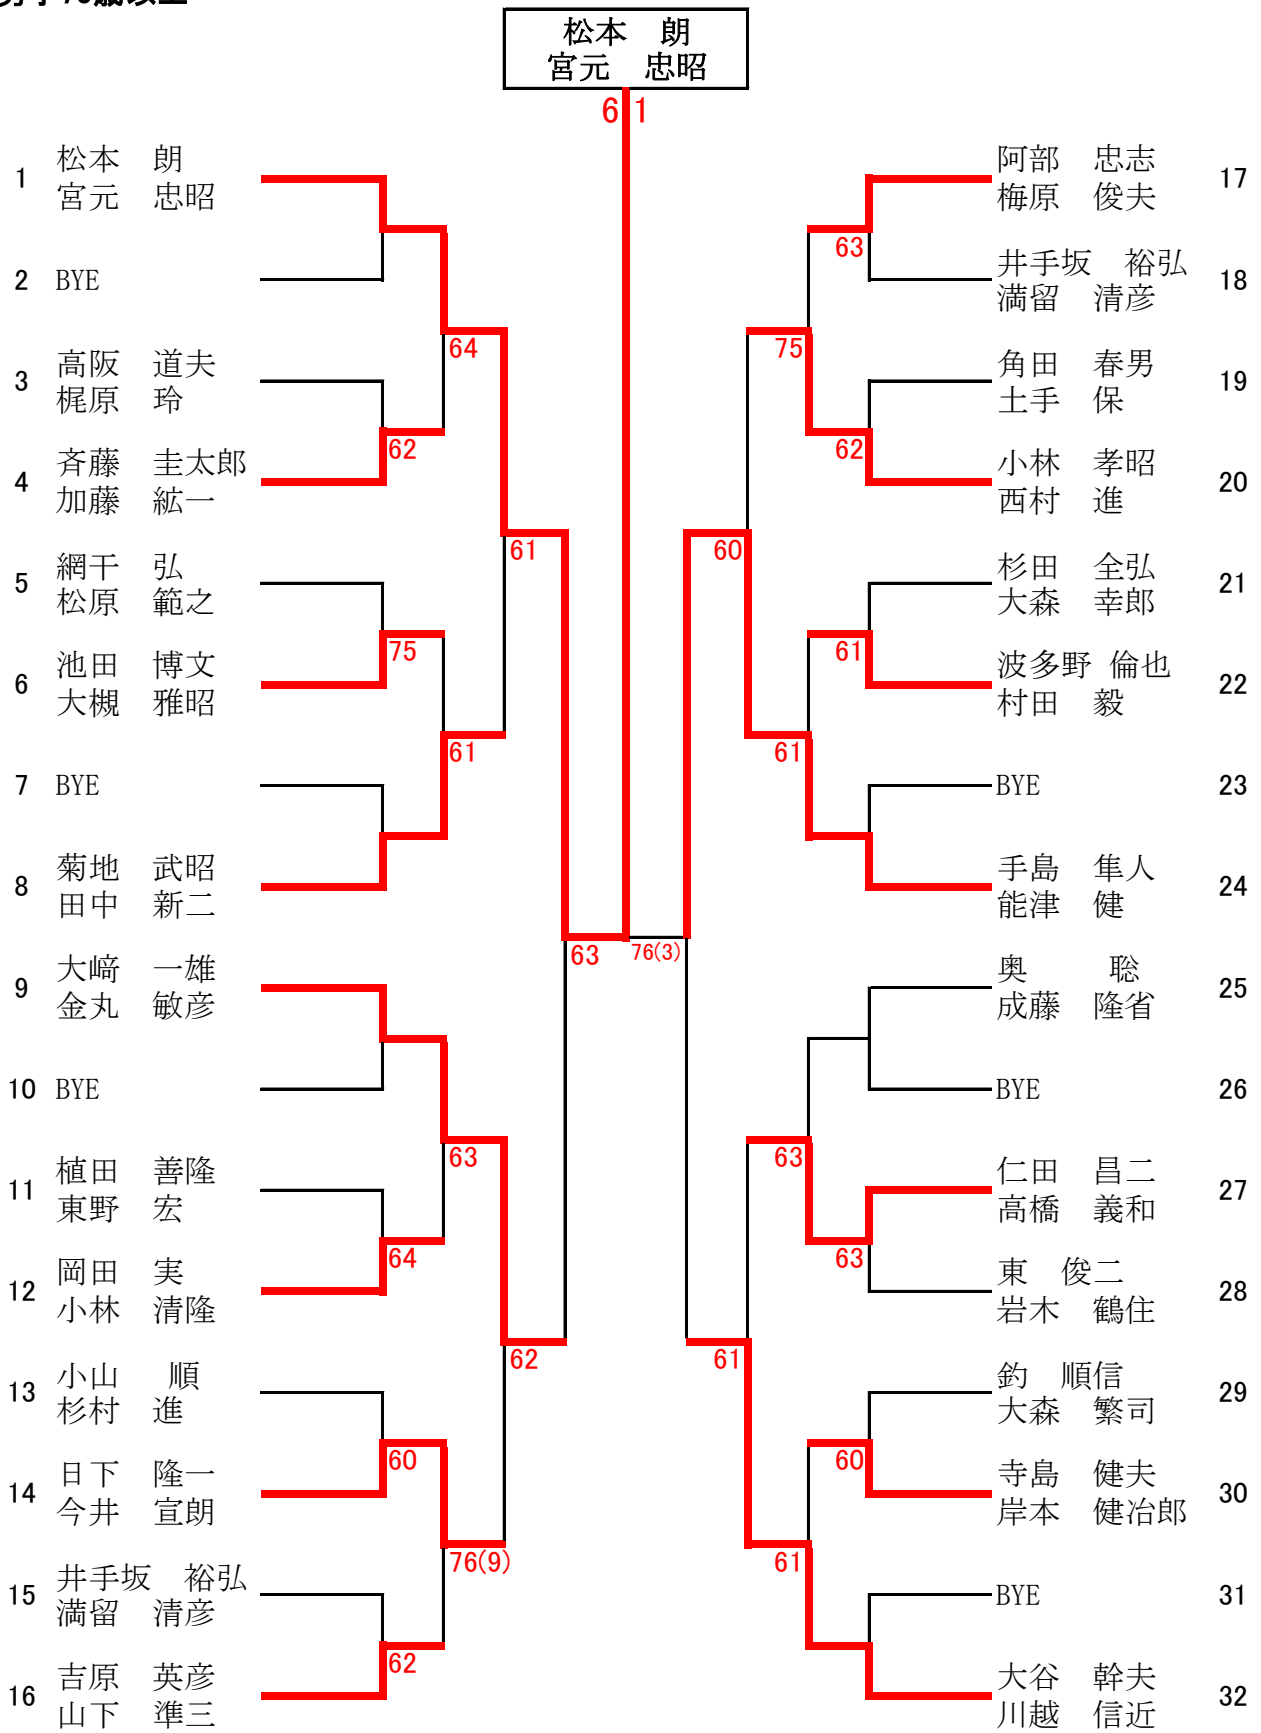 松本　朗
宮元　忠昭
6 1
1 松本　朗
宮元　忠昭
2 BYE
64
3 高阪　道夫
梶原　玲
62
4 斉藤　圭太郎
加藤　紘一
61
5 網干　弘
松原　範之
75
6 池田　博文
大槻　雅昭
61
7 BYE
8 菊地　武昭
田中　新二
63 76(3)
9 大﨑　一雄
金丸　敏彦
10 BYE
63
11 植田　善隆
東野　宏
64
12 岡田　実
小林　清隆
62
13 小山　順
杉村　進
60
14 日下　隆一
今井　宣朗
76(9)
15 井手坂　裕弘
満留　清彦
62
16 吉原　英彦
山下　準三
阿部　忠志 17
梅原　俊夫
63
井手坂　裕弘 18
満留　清彦
75
角田　春男 19
土手　保
62
小林　孝昭 20
西村　進
60
杉田　全弘 21
大森　幸郎
61
波多野 倫也 22
村田　毅
61
BYE 23
手島　隼人 24
能津　健
奥　聡 25
成藤　隆省
BYE 26
63
仁田　昌二 27
高橋　義和
63
東　俊二 28
岩木　鶴住
61
釣　順信 29
大森　繁司
60
寺島　健夫 30
岸本　健冶郎
61
BYE 31
大谷　幹夫 32
川越　信近